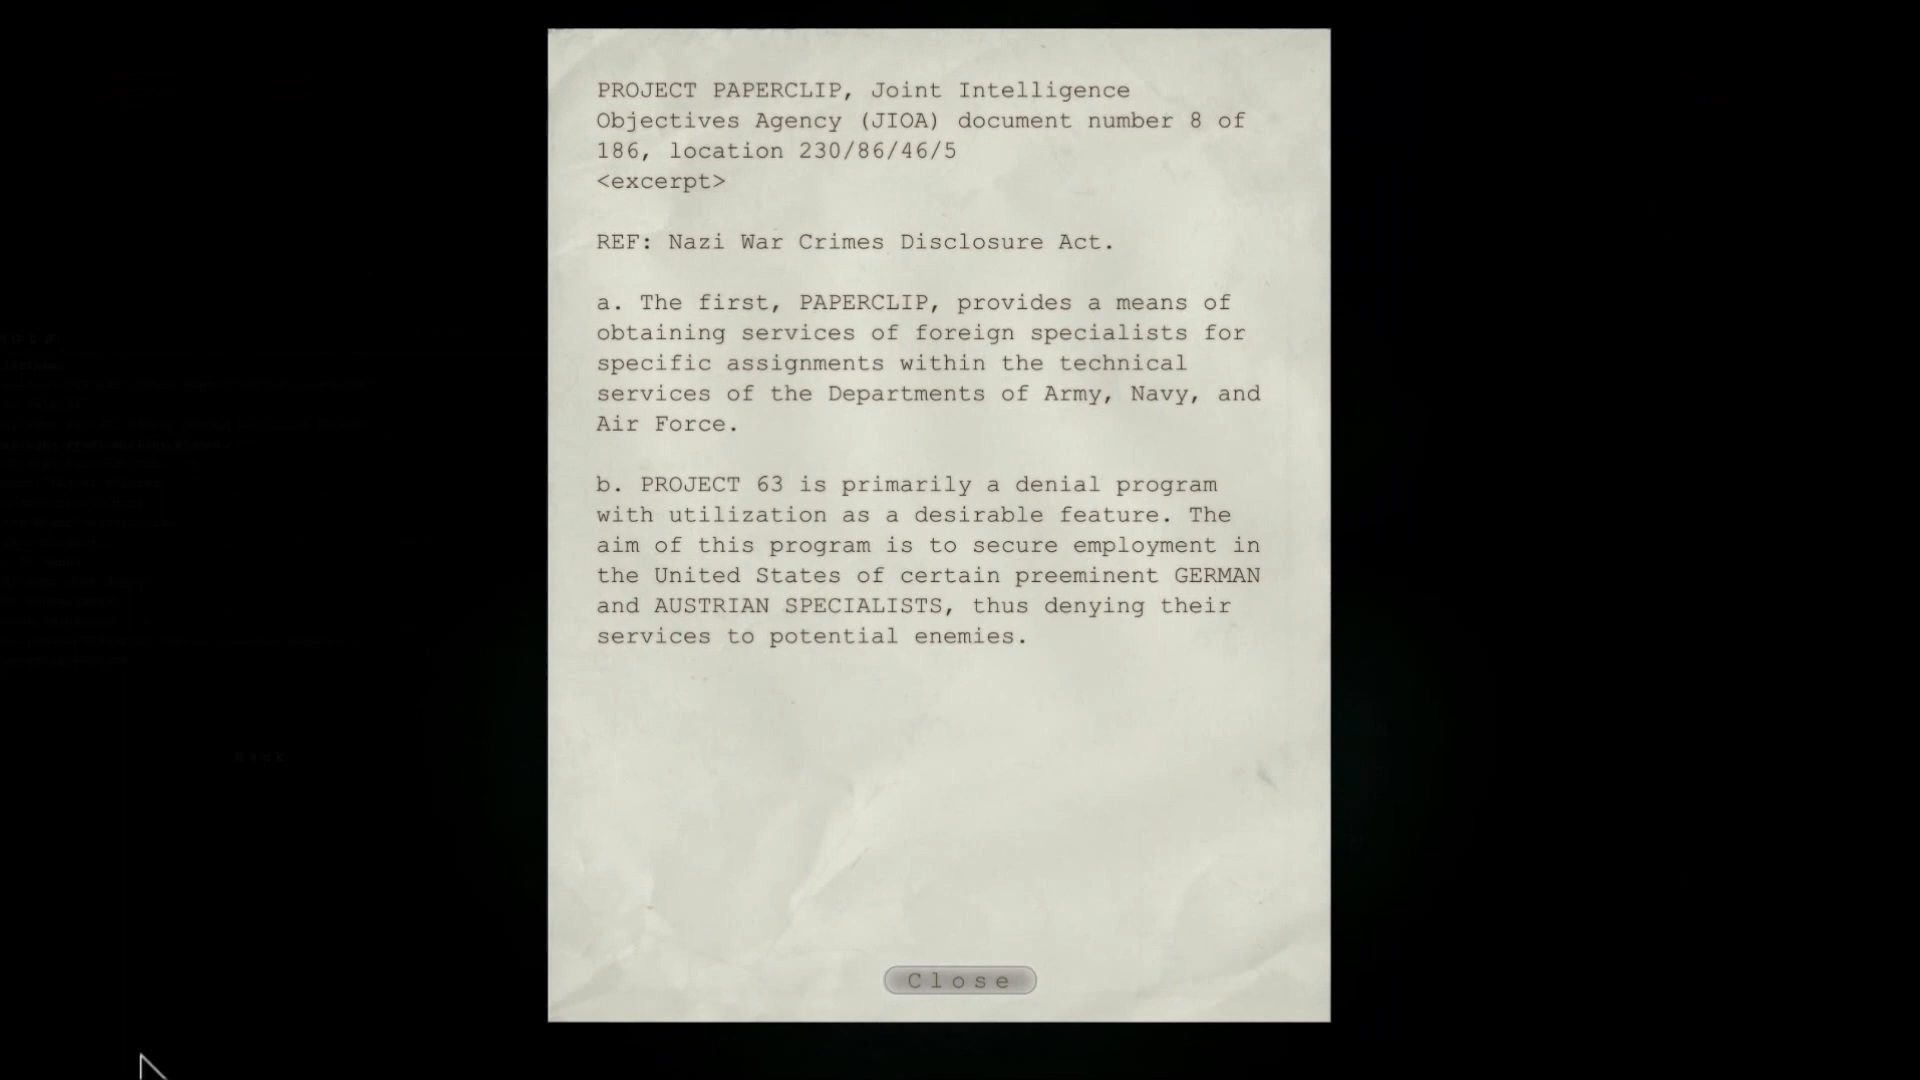 PROJECT PAPERCLIP, Joint Intelligence
Objectives Agency (JIOA) document number 8 of
186, location 230/86/46/5
<excerpt>
REF: Nazi War Crimes Disclosure Act.
a. The first, PAPERCLIP, provides a means of
obtaining services of foreign specialists for
specific assignments within the technical
services of the Departments of Army, Navy, and
Air Force.
b. PROJECT 63 is primarily a denial program
with utilization as a desirable feature. The
aim of this program is to secure employment in
the United States of certain preeminent GERMAN
and AUSTRIAN SPECIALISTS, thus denying their
services to potential enemies.
Close